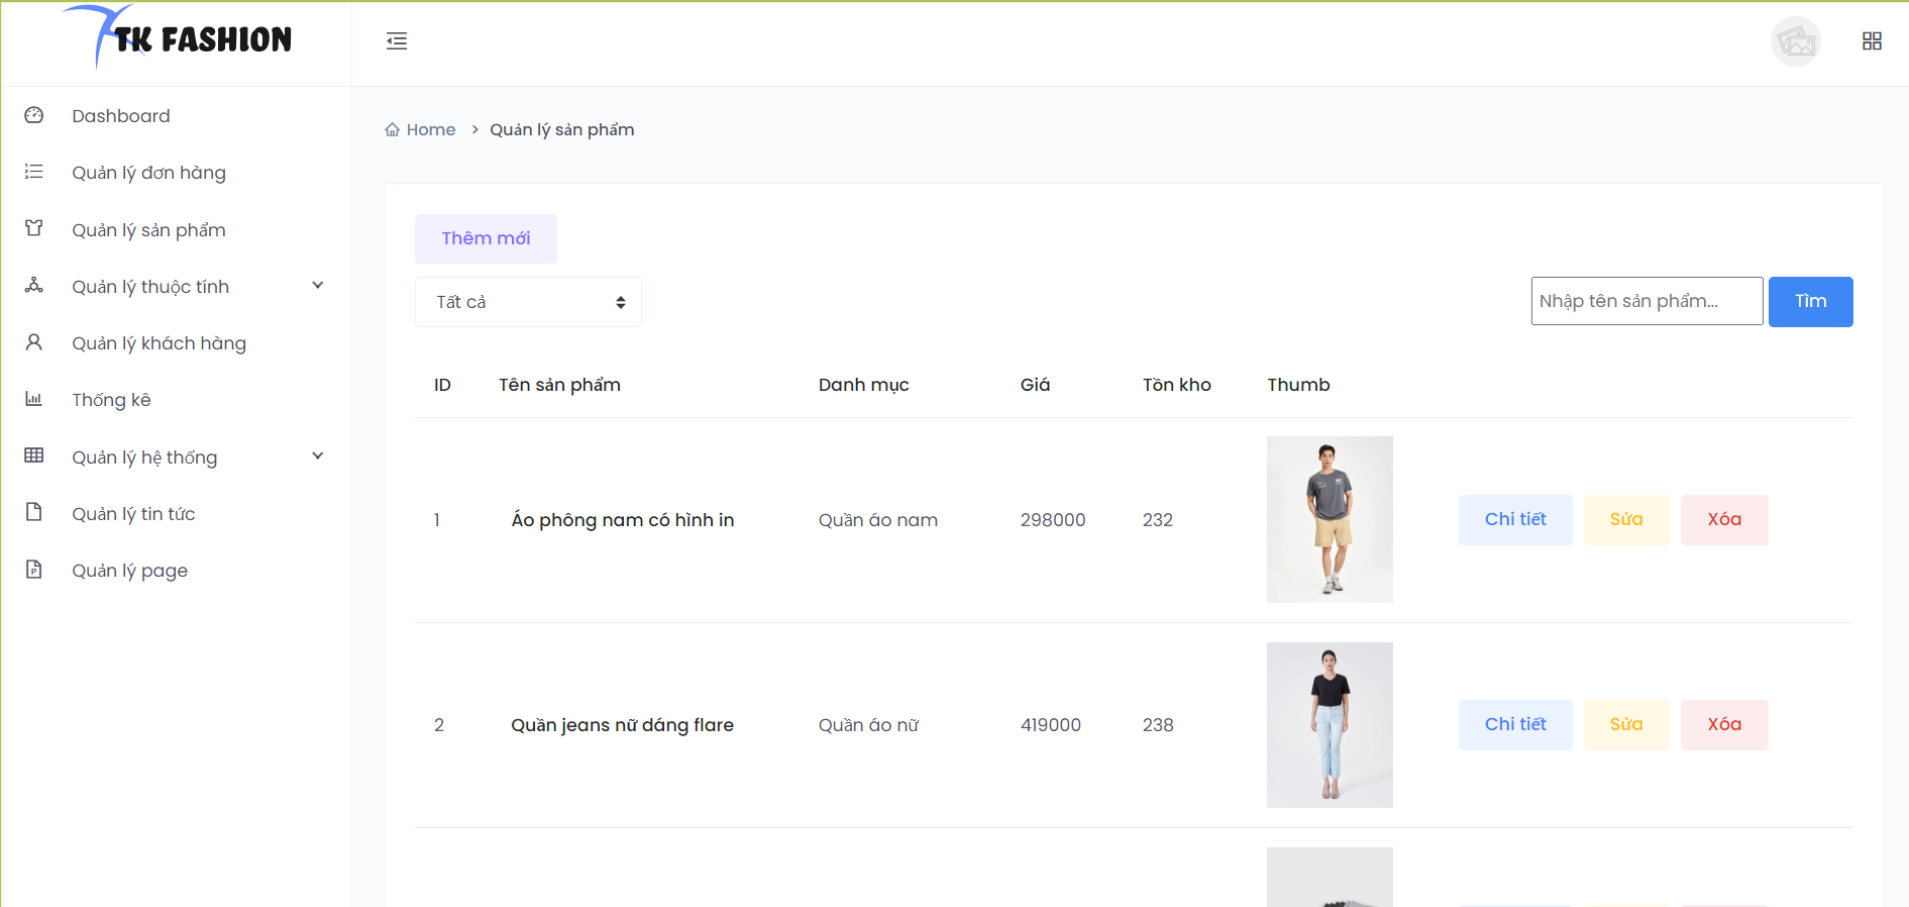 TK FASHION
Dashboard
Quản lý đơn hàng
Quản lý sản phẩm
Quản lý thuộc tính
Quản lý khách hàng
Thống kê
Quản lý hệ thống
Quản lý tin tức
Quản lý page
Home > Quản lý sản phẩm
Thêm mới
Tất cả
Nhập tên sản phẩm... Tìm
ID Tên sản phẩm Danh mục Giá Tồn kho Thumb
1 Áo phông nam có hình in Quần áo nam 298000 232 Chi tiết Sửa Xóa
2 Quần jeans nữ dáng flare Quần áo nữ 419000 238 Chi tiết Sửa Xóa